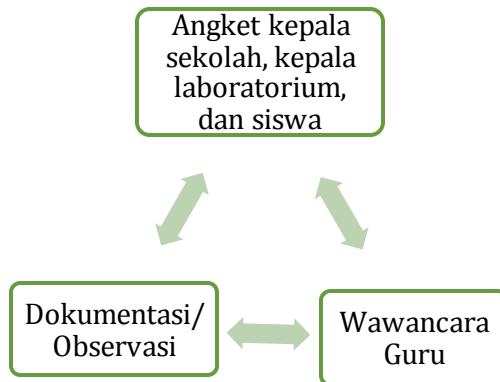 Angket kepala
sekolah, kepala
laboratorium,
dan siswa
Dokumentasi/
Observasi
Wawancara
Guru